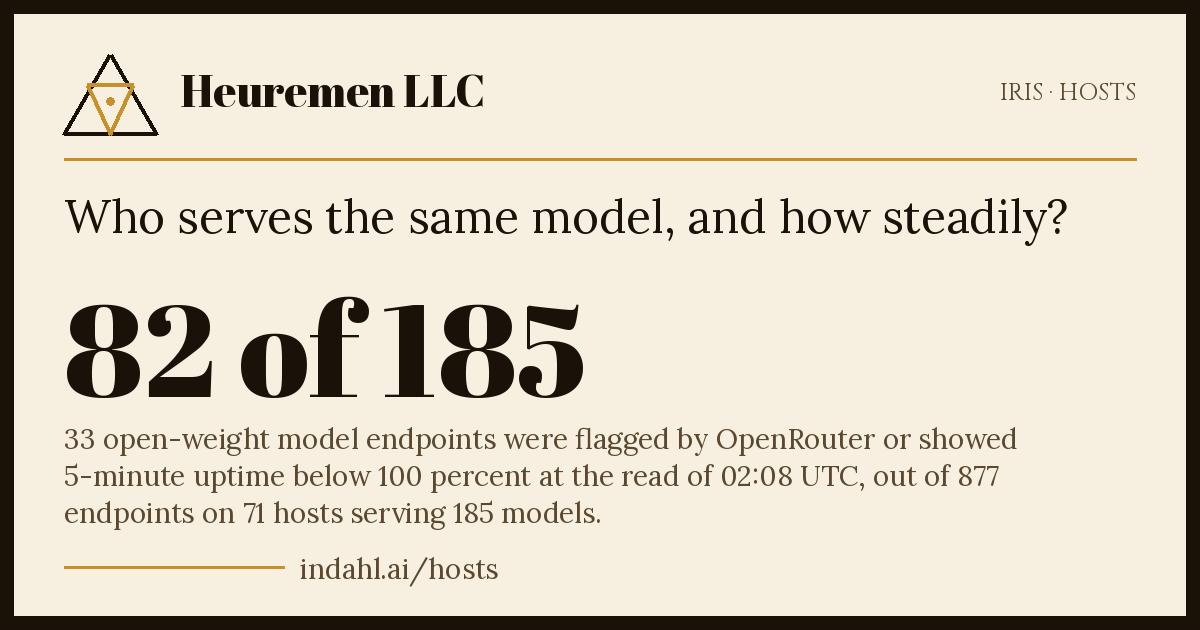 Heuremen LLC
IRIS · HOSTS
Who serves the same model, and how steadily?
82 of 185
33 open-weight model endpoints were flagged by OpenRouter or showed
5-minute uptime below 100 percent at the read of 02:08 UTC, out of 877
endpoints on 71 hosts serving 185 models.
indahl.ai/hosts